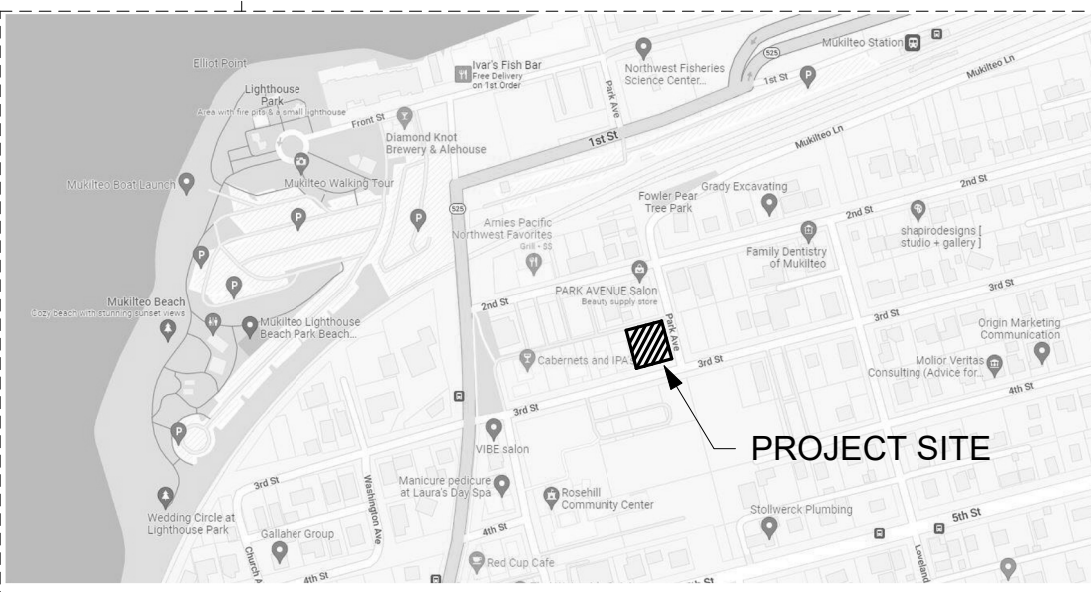 Elliot Point
Lighthouse
Park
Area with fire pits & a small lighthouse
Front St
Ivar's Fish Bar
Free Delivery
on 1st Order
Diamond Knot
Brewery & Alehouse
Northwest Fisheries
Science Center...
Park Ave
525
Mukilteo Station
1st St
Mukilteo Ln
1st St
Mukilteo Ln
Mukilteo Boat Launch
Mukilteo Walking Tour
P
P
P
P
P
525
Arnies Pacific
Northwest Favorites
Grill - $$
Fowler Pear
Tree Park
Grady Excavating
2nd St
2nd St
shapirodesigns [
studio + gallery ]
Family Dentistry
of Mukilteo
PARK AVENUE Salon
Beauty supply store
Park Ave
2nd St
3rd St
3rd St
Mukilteo Beach
Cozy beach with stunning sunset views
Mukilteo Lighthouse
Beach Park Beach...
Cabernets and IPA
3rd St
Origin Marketing
Communication
Molior Veritas
Consulting (Advice for...
4th St
3rd St
PROJECT SITE
P
VIBE salon
Manicure pedicure
at Laura's Day Spa
Rosehill
Community Center
Washington Ave
3rd St
Wedding Circle at
Lighthouse Park
Gallaher Group
Church A
4th St
4th St
Red Cup Cafe
Stollwerck Plumbing
5th St
Loveland
th St